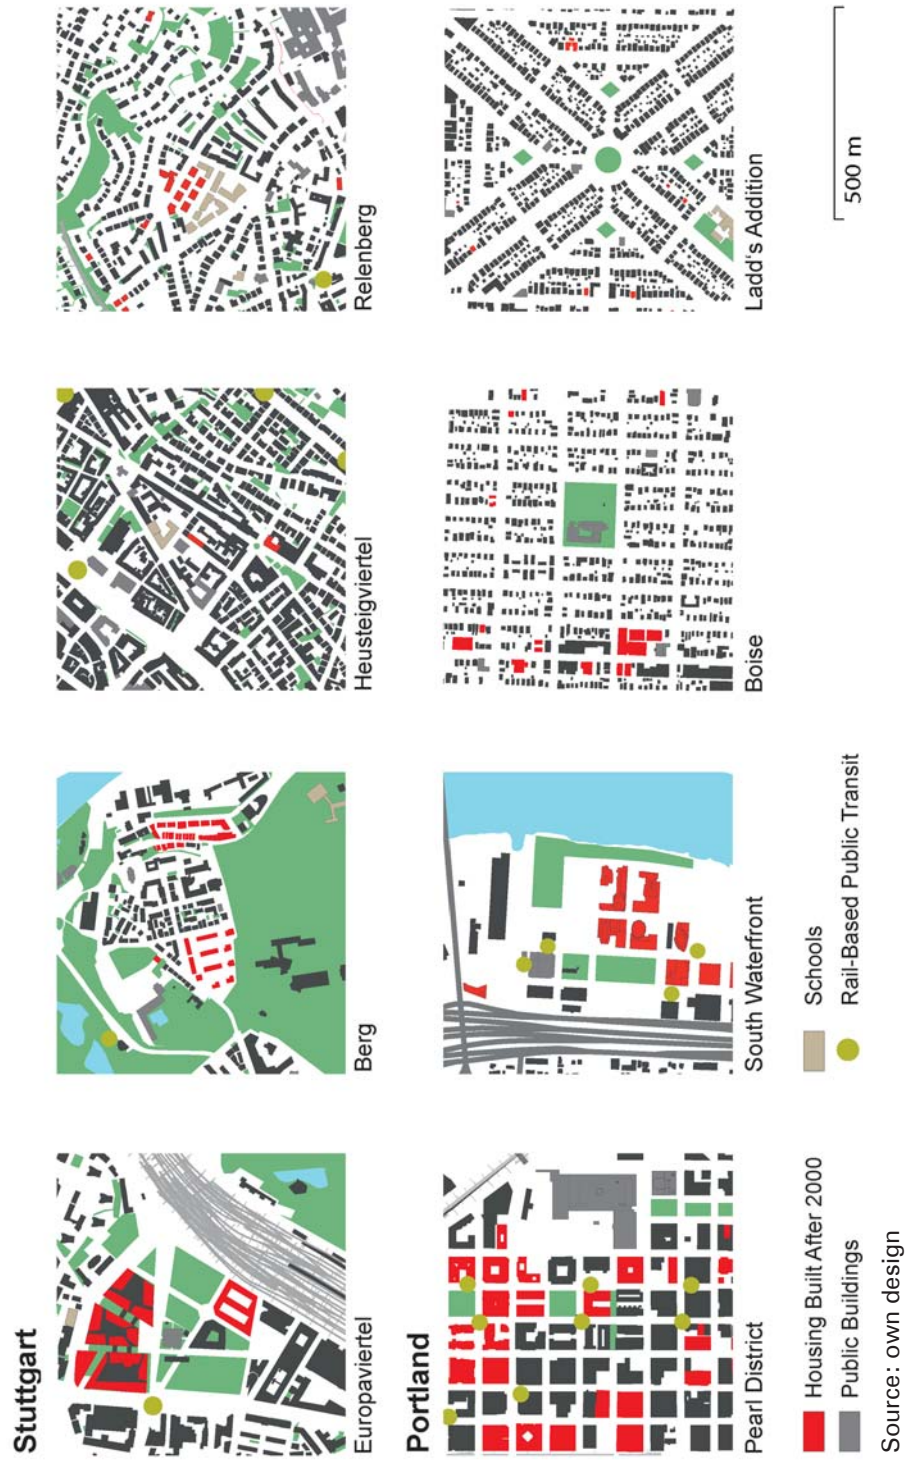 Stuttgart
Europaviertel
Berg
Heusteigviertel
Relenberg
Portland
Pearl District
South Waterfront
Boise
Ladd's Addition
Housing Built After 2000
Public Buildings
Schools
Rail-Based Public Transit
500 m
Source: own design